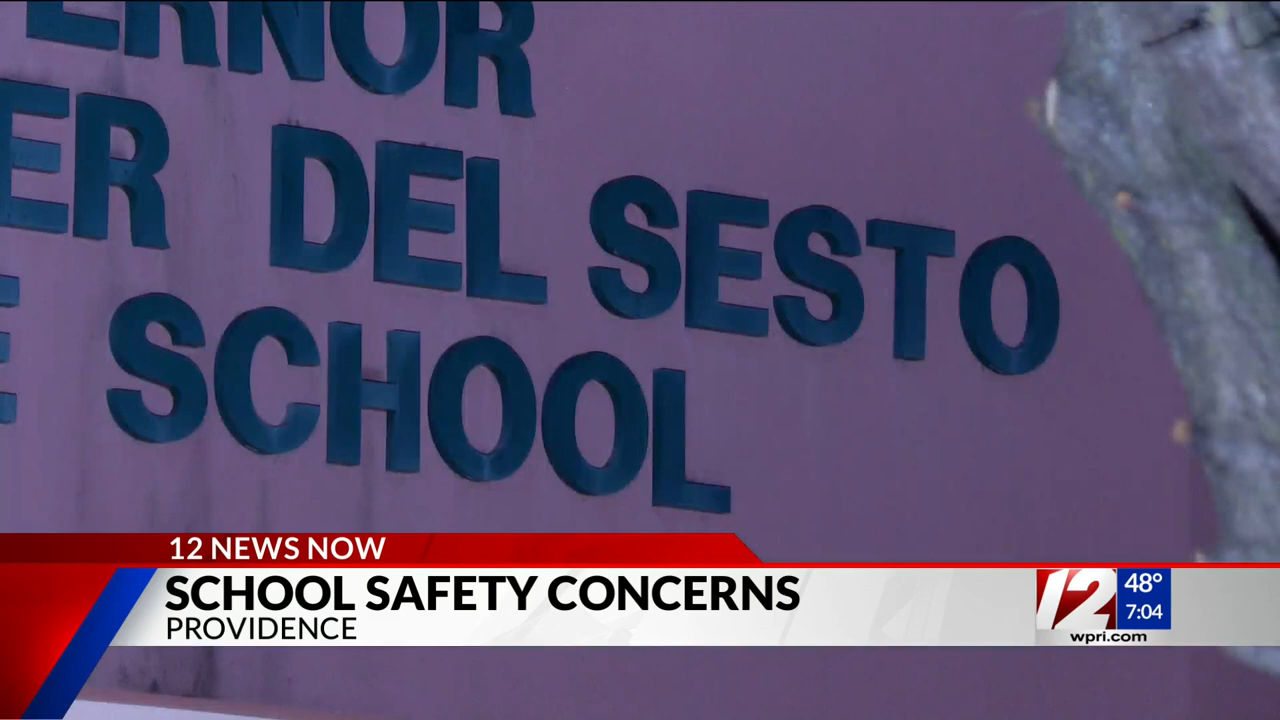 ERNOR
ER DEL SESTO
E SCHOOL
12 NEWS NOW
SCHOOL SAFETY CONCERNS
PROVIDENCE
12
48°
7:04
wpri.com